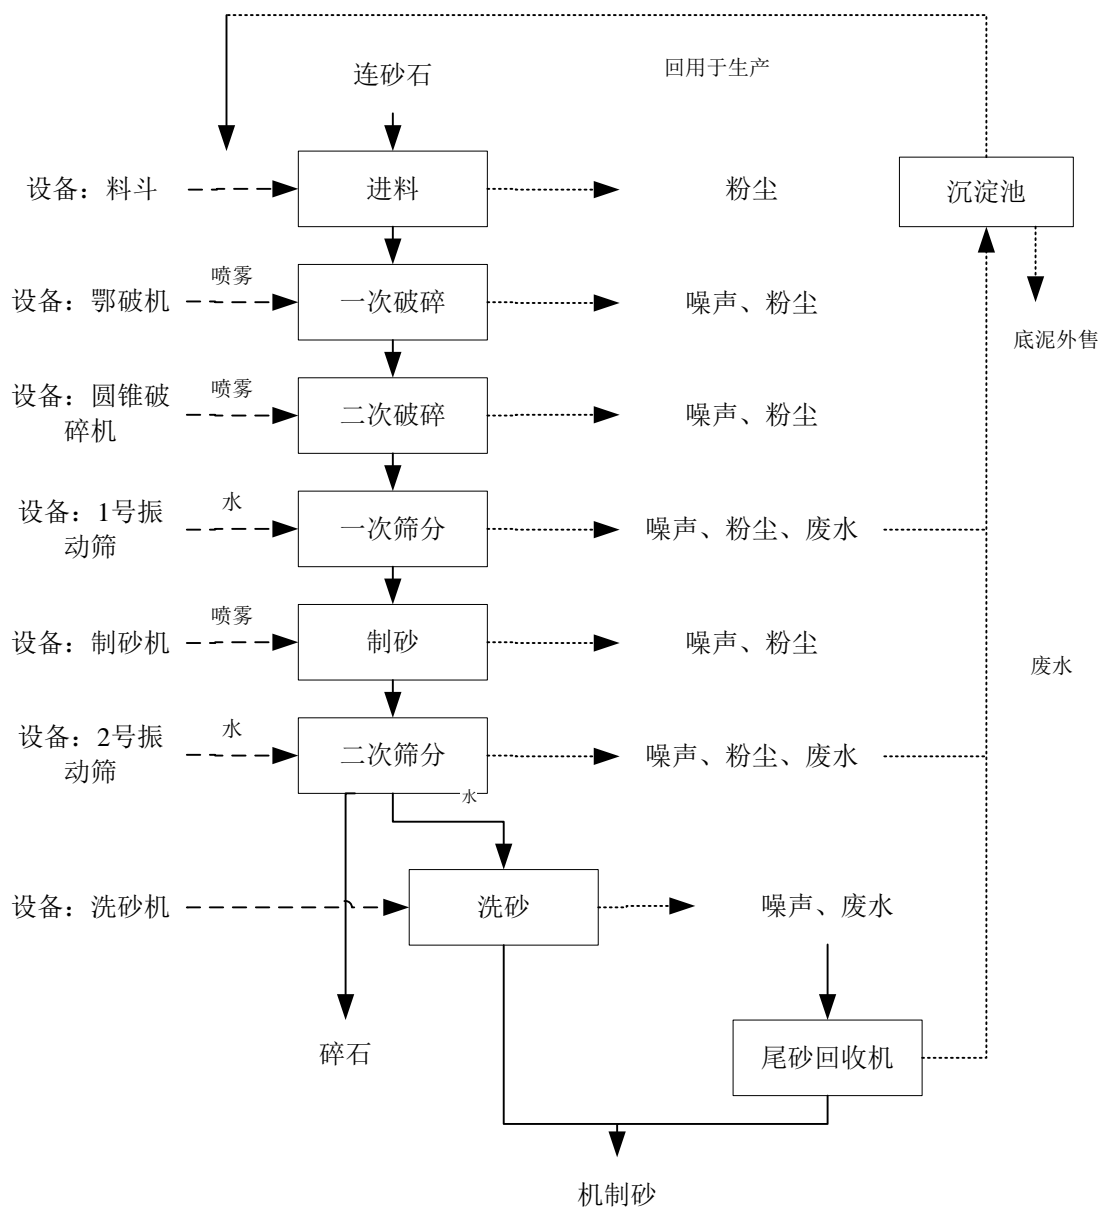 连砂石
回用于生产
设备：料斗
进料
粉尘
沉淀池
设备：鄂破机
喷雾
一次破碎
噪声、粉尘
底泥外售
设备：圆锥破
碎机
喷雾
二次破碎
噪声、粉尘
设备：1号振
动筛
水
一次筛分
噪声、粉尘、废水
设备：制砂机
喷雾
制砂
噪声、粉尘
废水
设备：2号振
动筛
水
二次筛分
噪声、粉尘、废水
水
设备：洗砂机
洗砂
噪声、废水
碎石
尾砂回收机
机制砂